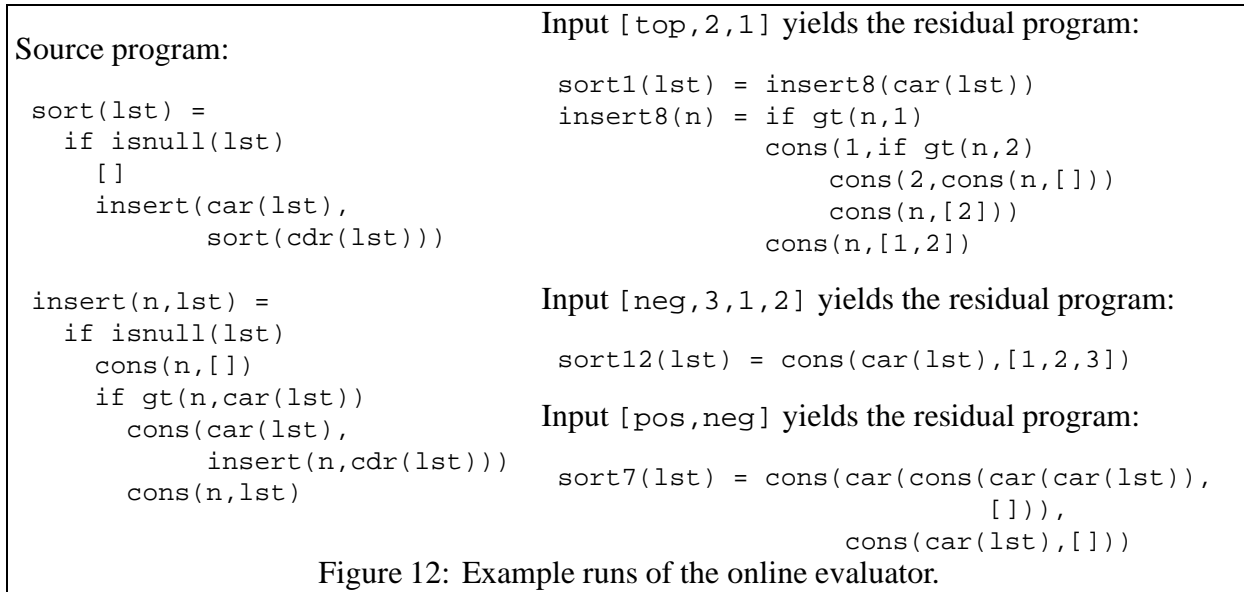 Source program:
sort(lst) =
  if isnull(lst)
    []
    insert(car(lst),
           sort(cdr(lst)))
insert(n,lst) =
  if isnull(lst)
    cons(n,[])
    if gt(n,car(lst))
      cons(car(lst),
           insert(n,cdr(lst)))
      cons(n,lst)
Input [top,2,1] yields the residual program:
sort1(lst) = insert8(car(lst))
insert8(n) = if gt(n,1)
               cons(1,if gt(n,2)
                   cons(2,cons(n,[]))
                   cons(n,[2]))
               cons(n,[1,2])
Input [neg,3,1,2] yields the residual program:
sort12(lst) = cons(car(lst),[1,2,3])
Input [pos,neg] yields the residual program:
sort7(lst) = cons(car(cons(car(car(lst)),
                           [])),
                  cons(car(lst),[]))
Figure 12: Example runs of the online evaluator.